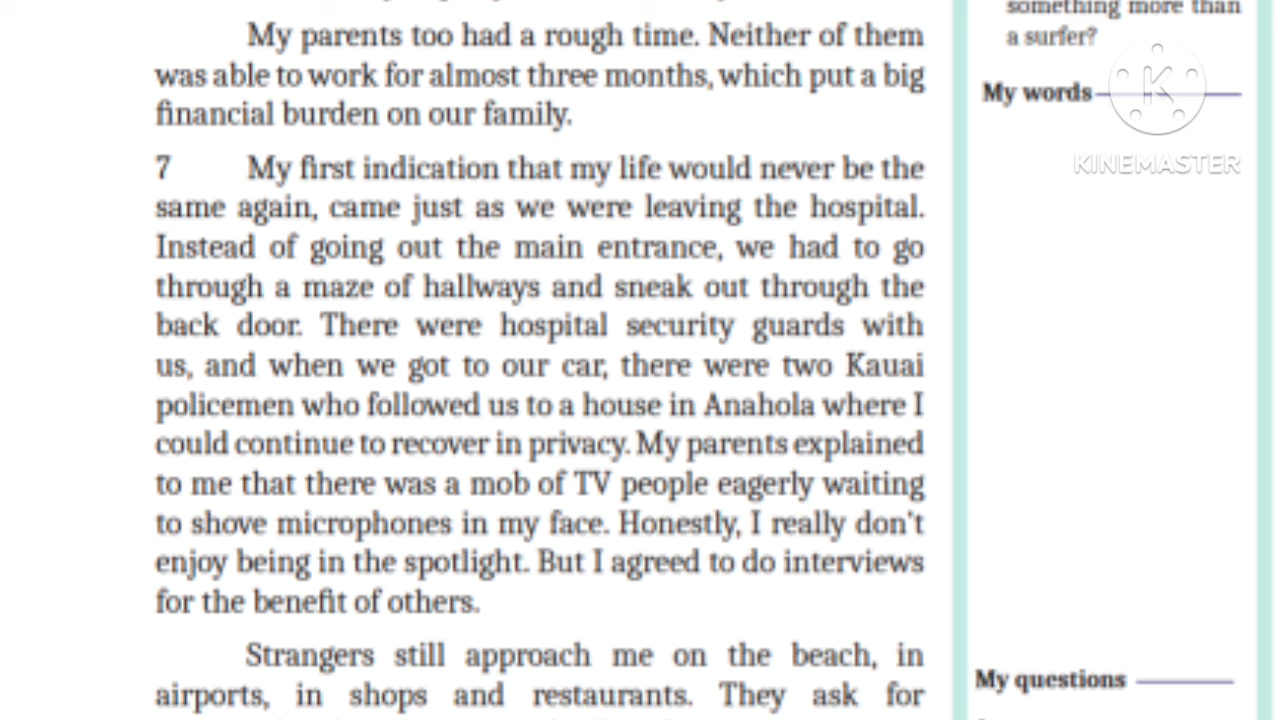 something more than
a surfer?
My parents too had a rough time. Neither of them
was able to work for almost three months, which put a big
financial burden on our family.
7 My first indication that my life would never be the
same again, came just as we were leaving the hospital.
Instead of going out the main entrance, we had to go
through a maze of hallways and sneak out through the
back door. There were hospital security guards with
us, and when we got to our car, there were two Kauai
policemen who followed us to a house in Anahola where I
could continue to recover in privacy. My parents explained
to me that there was a mob of TV people eagerly waiting
to shove microphones in my face. Honestly, I really don't
enjoy being in the spotlight. But I agreed to do interviews
for the benefit of others.
Strangers still approach me on the beach, in
airports, in shops and restaurants. They ask for
My words
K
KINEMASTER
My questions